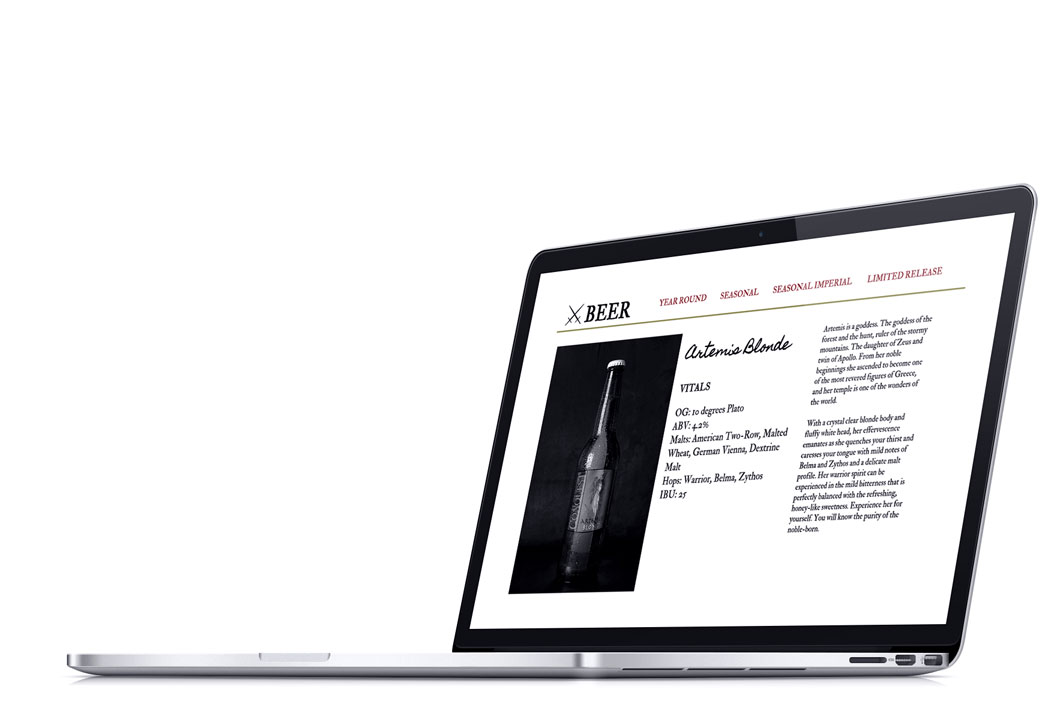 BEER
YEAR ROUND
SEASONAL
SEASONAL IMPERIAL
LIMITED RELEASE
Artemis Blonde
VITALS
OG: 10 degrees Plato
ABV: 4.2%
Malts: American Two-Row, Malted
Wheat, German Vienna, Dextrine
Malt
Hops: Warrior, Belma, Zythos
IBU: 25
Artemis is a goddess. The goddess of the
forest and the hunt, ruler of the stormy
mountains. The daughter of Zeus and
twin of Apollo. From her noble
beginnings she ascended to become one
of the most revered figures of Greece,
and her temple is one of the wonders of
the world.
With a crystal clear blonde body and
fluffy white head, her effervescence
emanates as she quenches your thirst and
caresses your tongue with mild notes of
Belma and Zythos and a delicate malt
profile. Her warrior spirit can be
experienced in the mild bitterness that is
perfectly balanced with the refreshing,
honey-like sweetness. Experience her for
yourself. You will know the purity of the
noble-born.
CONQUEST